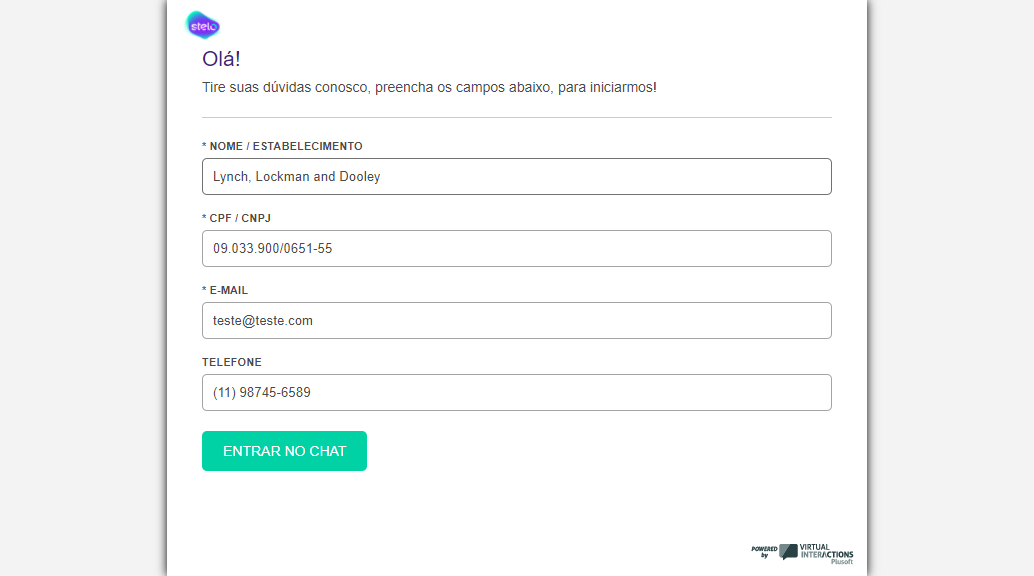 stelo
Olá!
Tire suas dúvidas conosco, preencha os campos abaixo, para iniciarmos!
* NOME / ESTABELECIMENTO
Lynch, Lockman and Dooley
* CPF / CNPJ
09.033.900/0651-55
* E-MAIL
teste@teste.com
TELEFONE
(11) 98745-6589
ENTRAR NO CHAT
POWERED by VIRTUAL INTERACTIONS
Plusoft